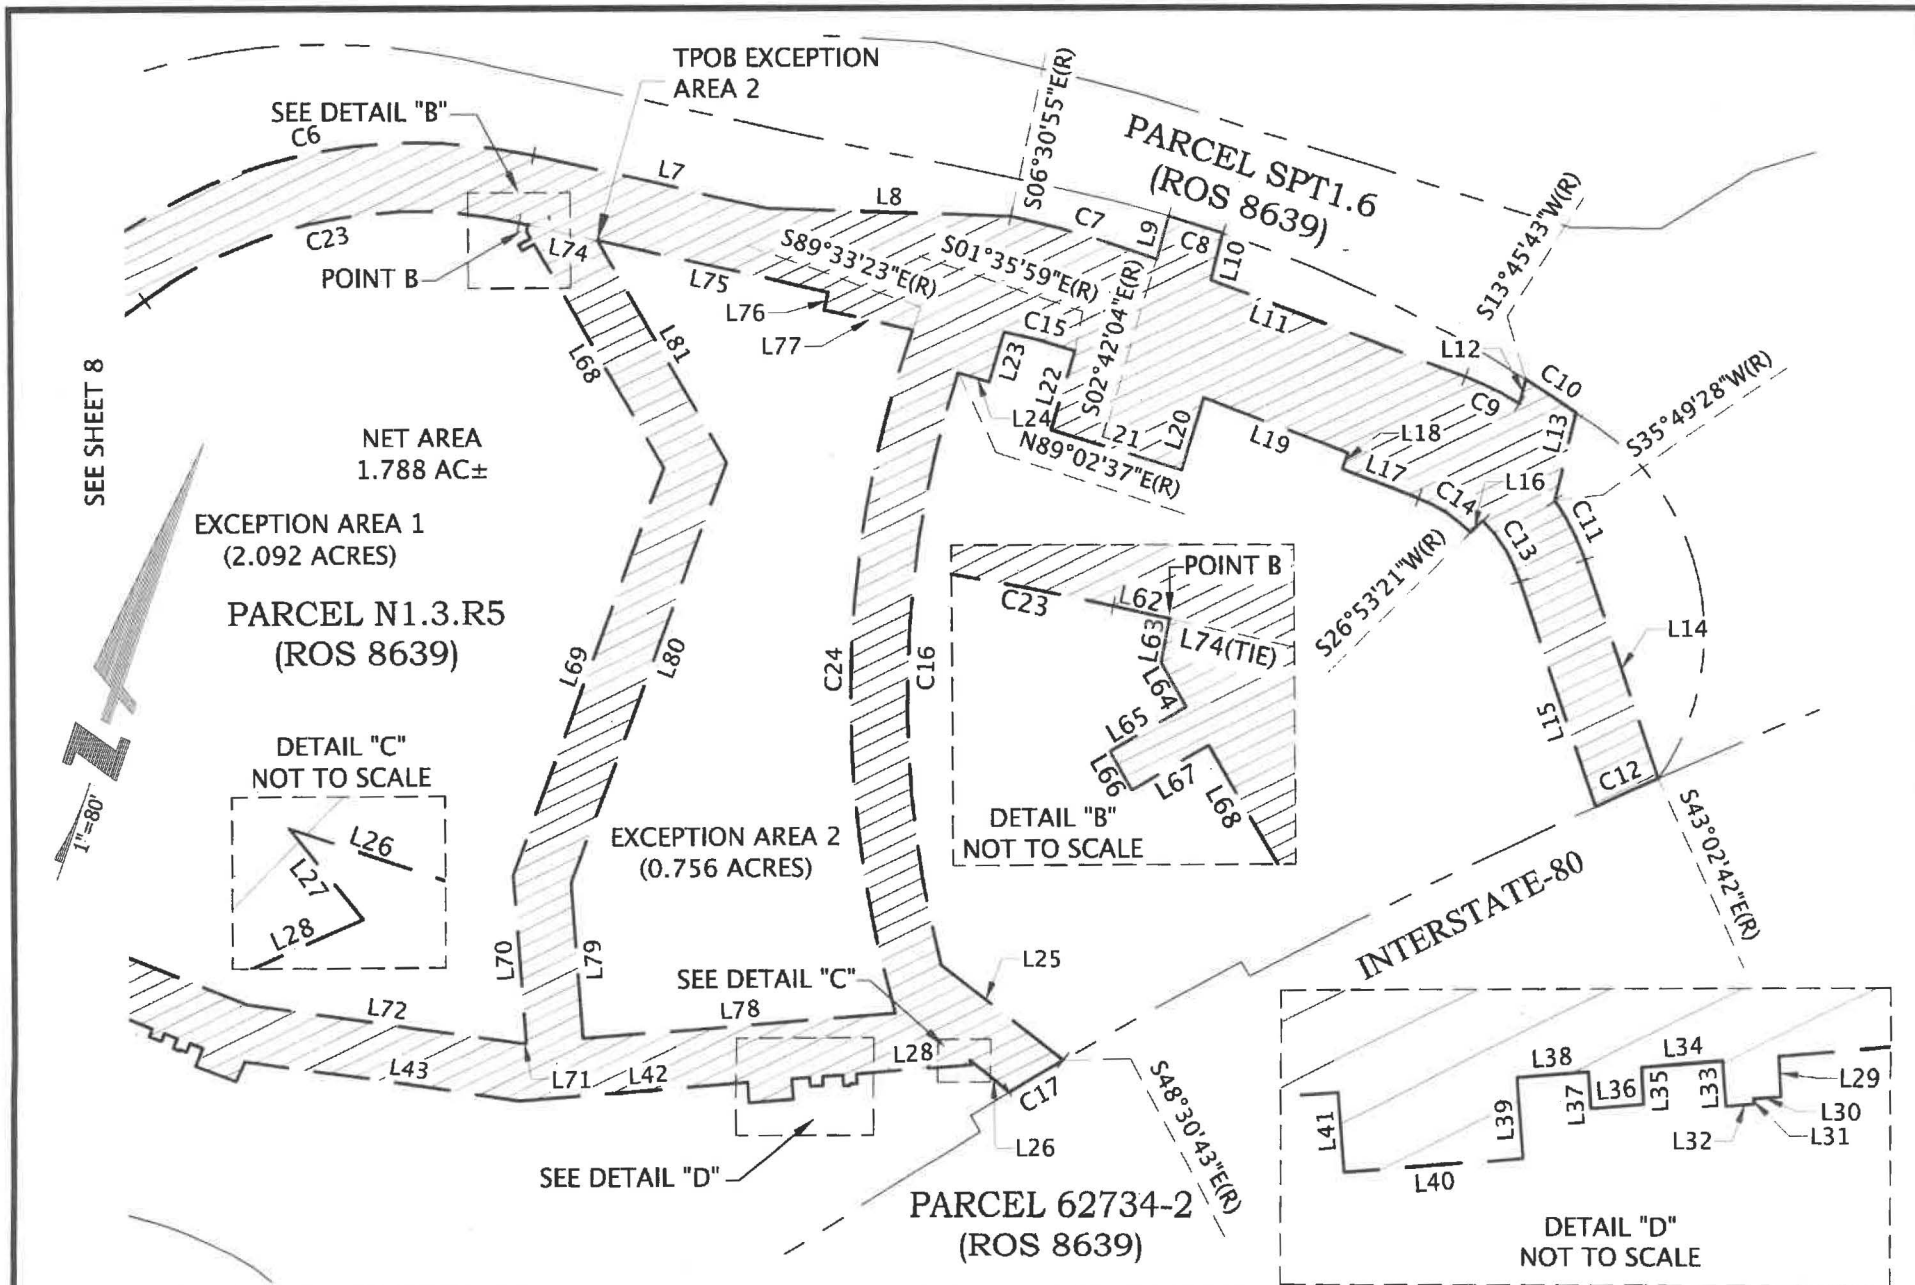 TPOB EXCEPTION
AREA 2
SEE DETAIL "B"
C6
L7
L8
S06°30'55"E(R)
PARCEL SPT1.6
(ROS 8639)
C7
L9
C8
L10
S13°45'43"W(R)
C23
L74
POINT B
L75
S89°33'23"E(R)
S01°35'59"E(R)
S02°42'04"E(R)
L76
L77
C15
L11
L12
C10
L68
L81
L23
L22
L24
L21
L20
L19
C9
L13
L18
L17
L16
C14
S35°49'28"W(R)
N89°02'37"E(R)
C13
C11
SEE SHEET 8
NET AREA
1.788 AC±
EXCEPTION AREA 1
(2.092 ACRES)
PARCEL N1.3.R5
(ROS 8639)
POINT B
C23
L62
L63
L74(TIE)
L64
L65
L66
L67
L68
DETAIL "B"
NOT TO SCALE
S26°53'21"W(R)
L14
L15
C12
L69
L80
C24
C16
N
1"=80'
DETAIL "C"
NOT TO SCALE
L26
L27
L28
EXCEPTION AREA 2
(0.756 ACRES)
INTERSTATE-80
S43°02'42"E(R)
L70
L79
L25
SEE DETAIL "C"
L72
L78
L43
L71
L42
L28
C17
L26
S48°30'43"E(R)
SEE DETAIL "D"
PARCEL 62734-2
(ROS 8639)
L38
L34
L41
L39
L37
L36
L35
L33
L29
L30
L31
L32
L40
DETAIL "D"
NOT TO SCALE